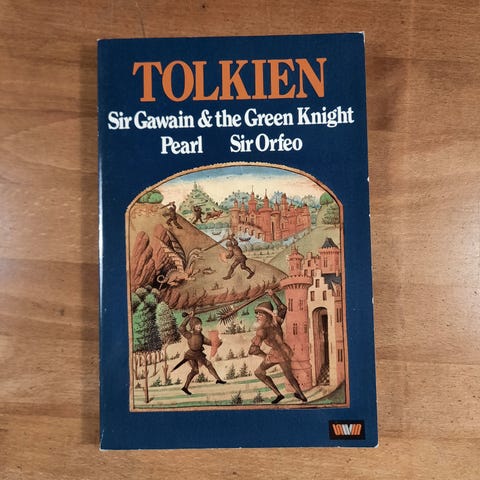 TOLKIEN
Sir Gawain & the Green Knight
Pearl Sir Orfeo